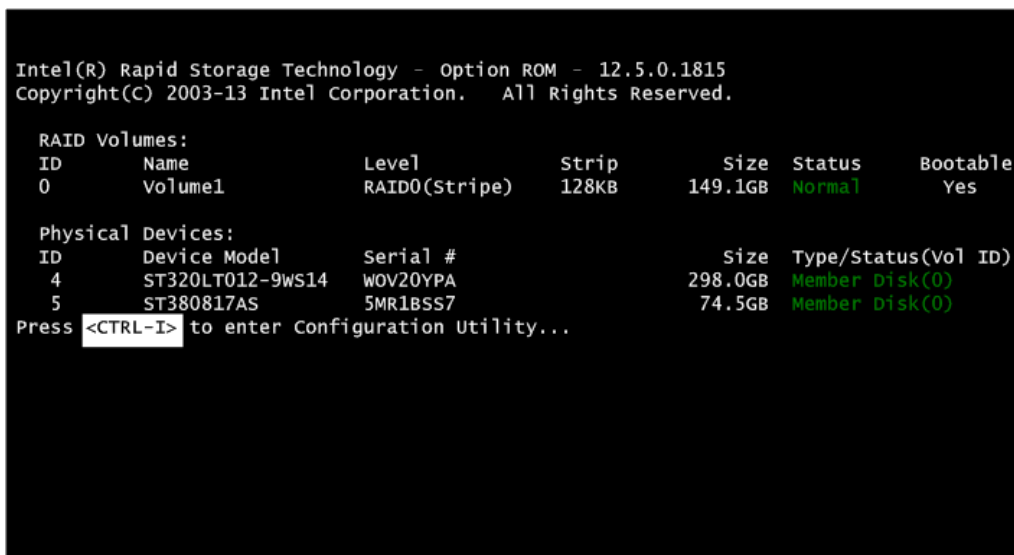 Intel(R) Rapid Storage Technology - Option ROM - 12.5.0.1815
Copyright(C) 2003-13 Intel Corporation. All Rights Reserved.
RAID Volumes:
ID Name Level Strip Size Status Bootable
0 Volume1 RAID0(Stripe) 128KB 149.1GB Normal Yes
Physical Devices:
ID Device Model Serial # Size Type/Status(Vol ID)
4 ST320LT012-9WS14 W0V20YPA 298.0GB Member Disk(0)
5 ST380817AS 5MR1BSS7 74.5GB Member Disk(0)
Press <CTRL-I> to enter Configuration Utility...